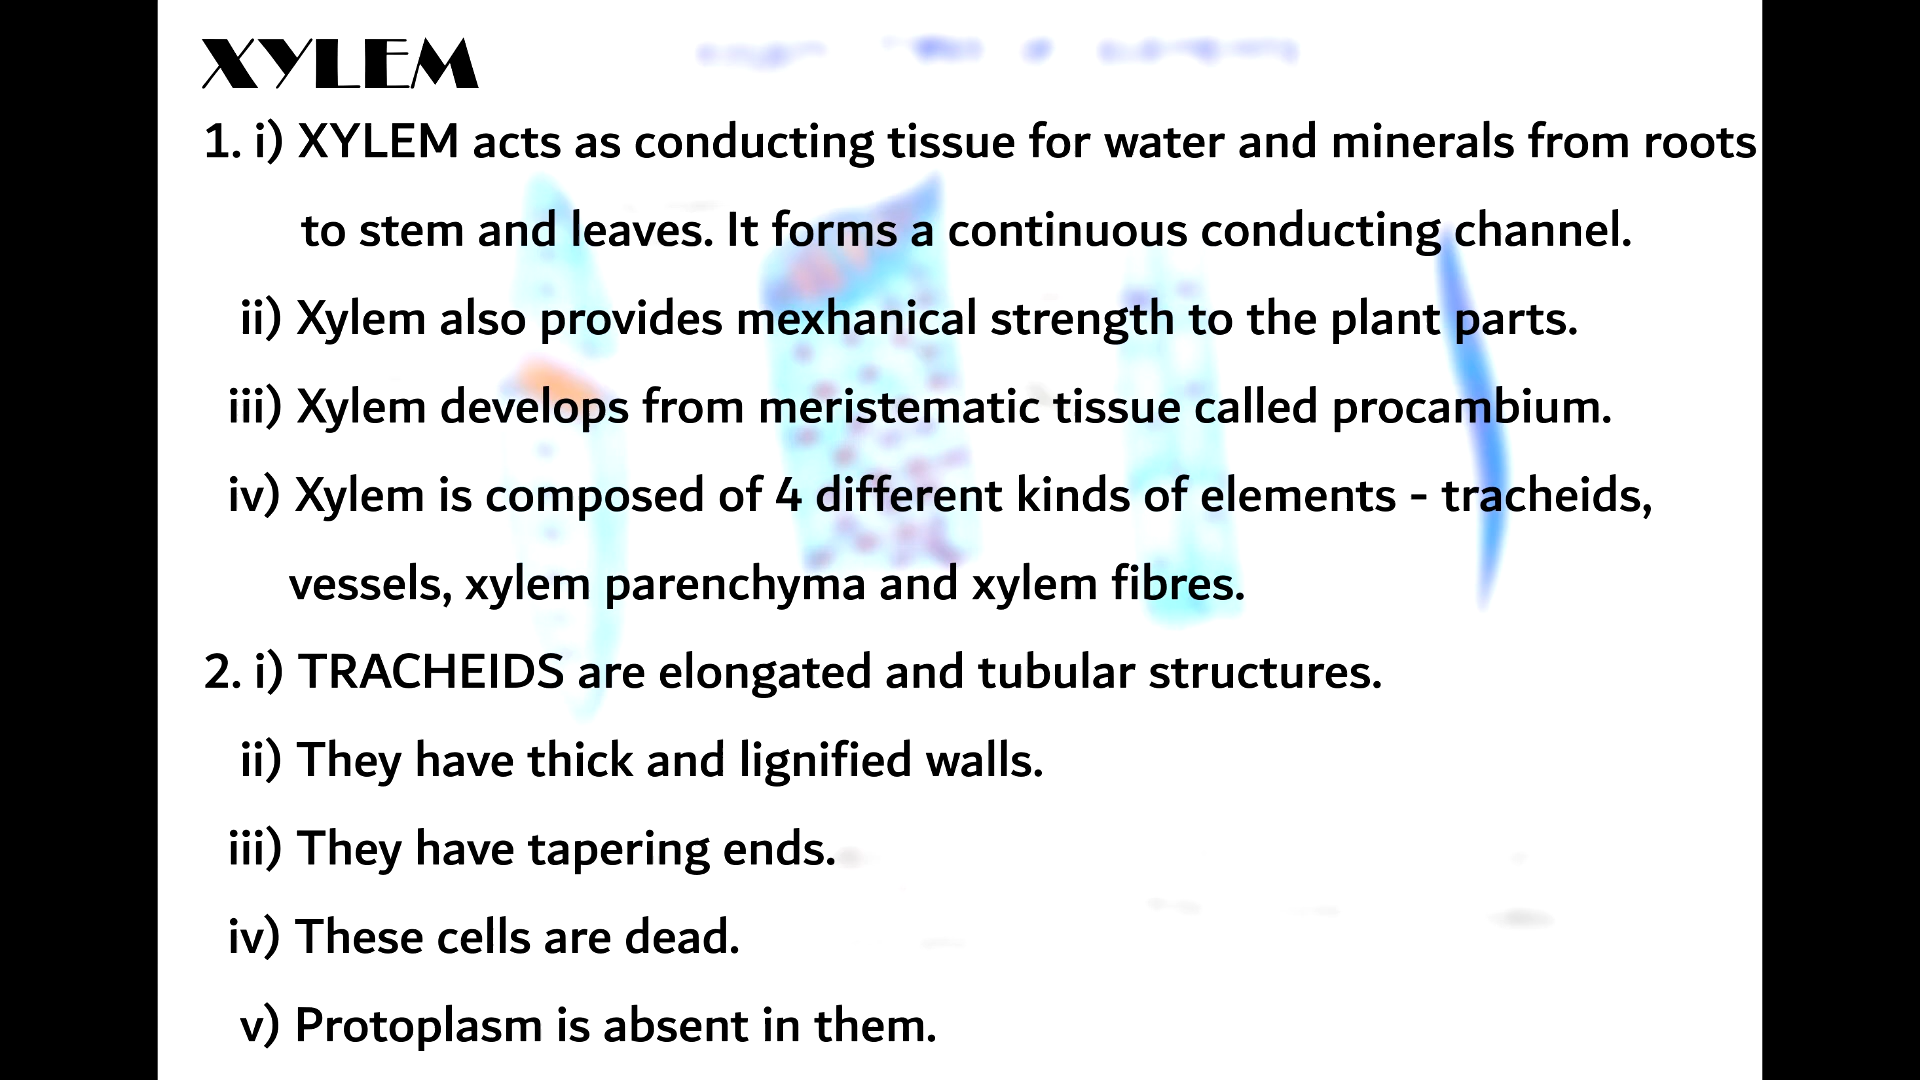 XYLEM
1. i) XYLEM acts as conducting tissue for water and minerals from roots
to stem and leaves. It forms a continuous conducting channel.
ii) Xylem also provides mexhanical strength to the plant parts.
iii) Xylem develops from meristematic tissue called procambium.
iv) Xylem is composed of 4 different kinds of elements - tracheids,
vessels, xylem parenchyma and xylem fibres.
2. i) TRACHEIDS are elongated and tubular structures.
ii) They have thick and lignified walls.
iii) They have tapering ends.
iv) These cells are dead.
v) Protoplasm is absent in them.